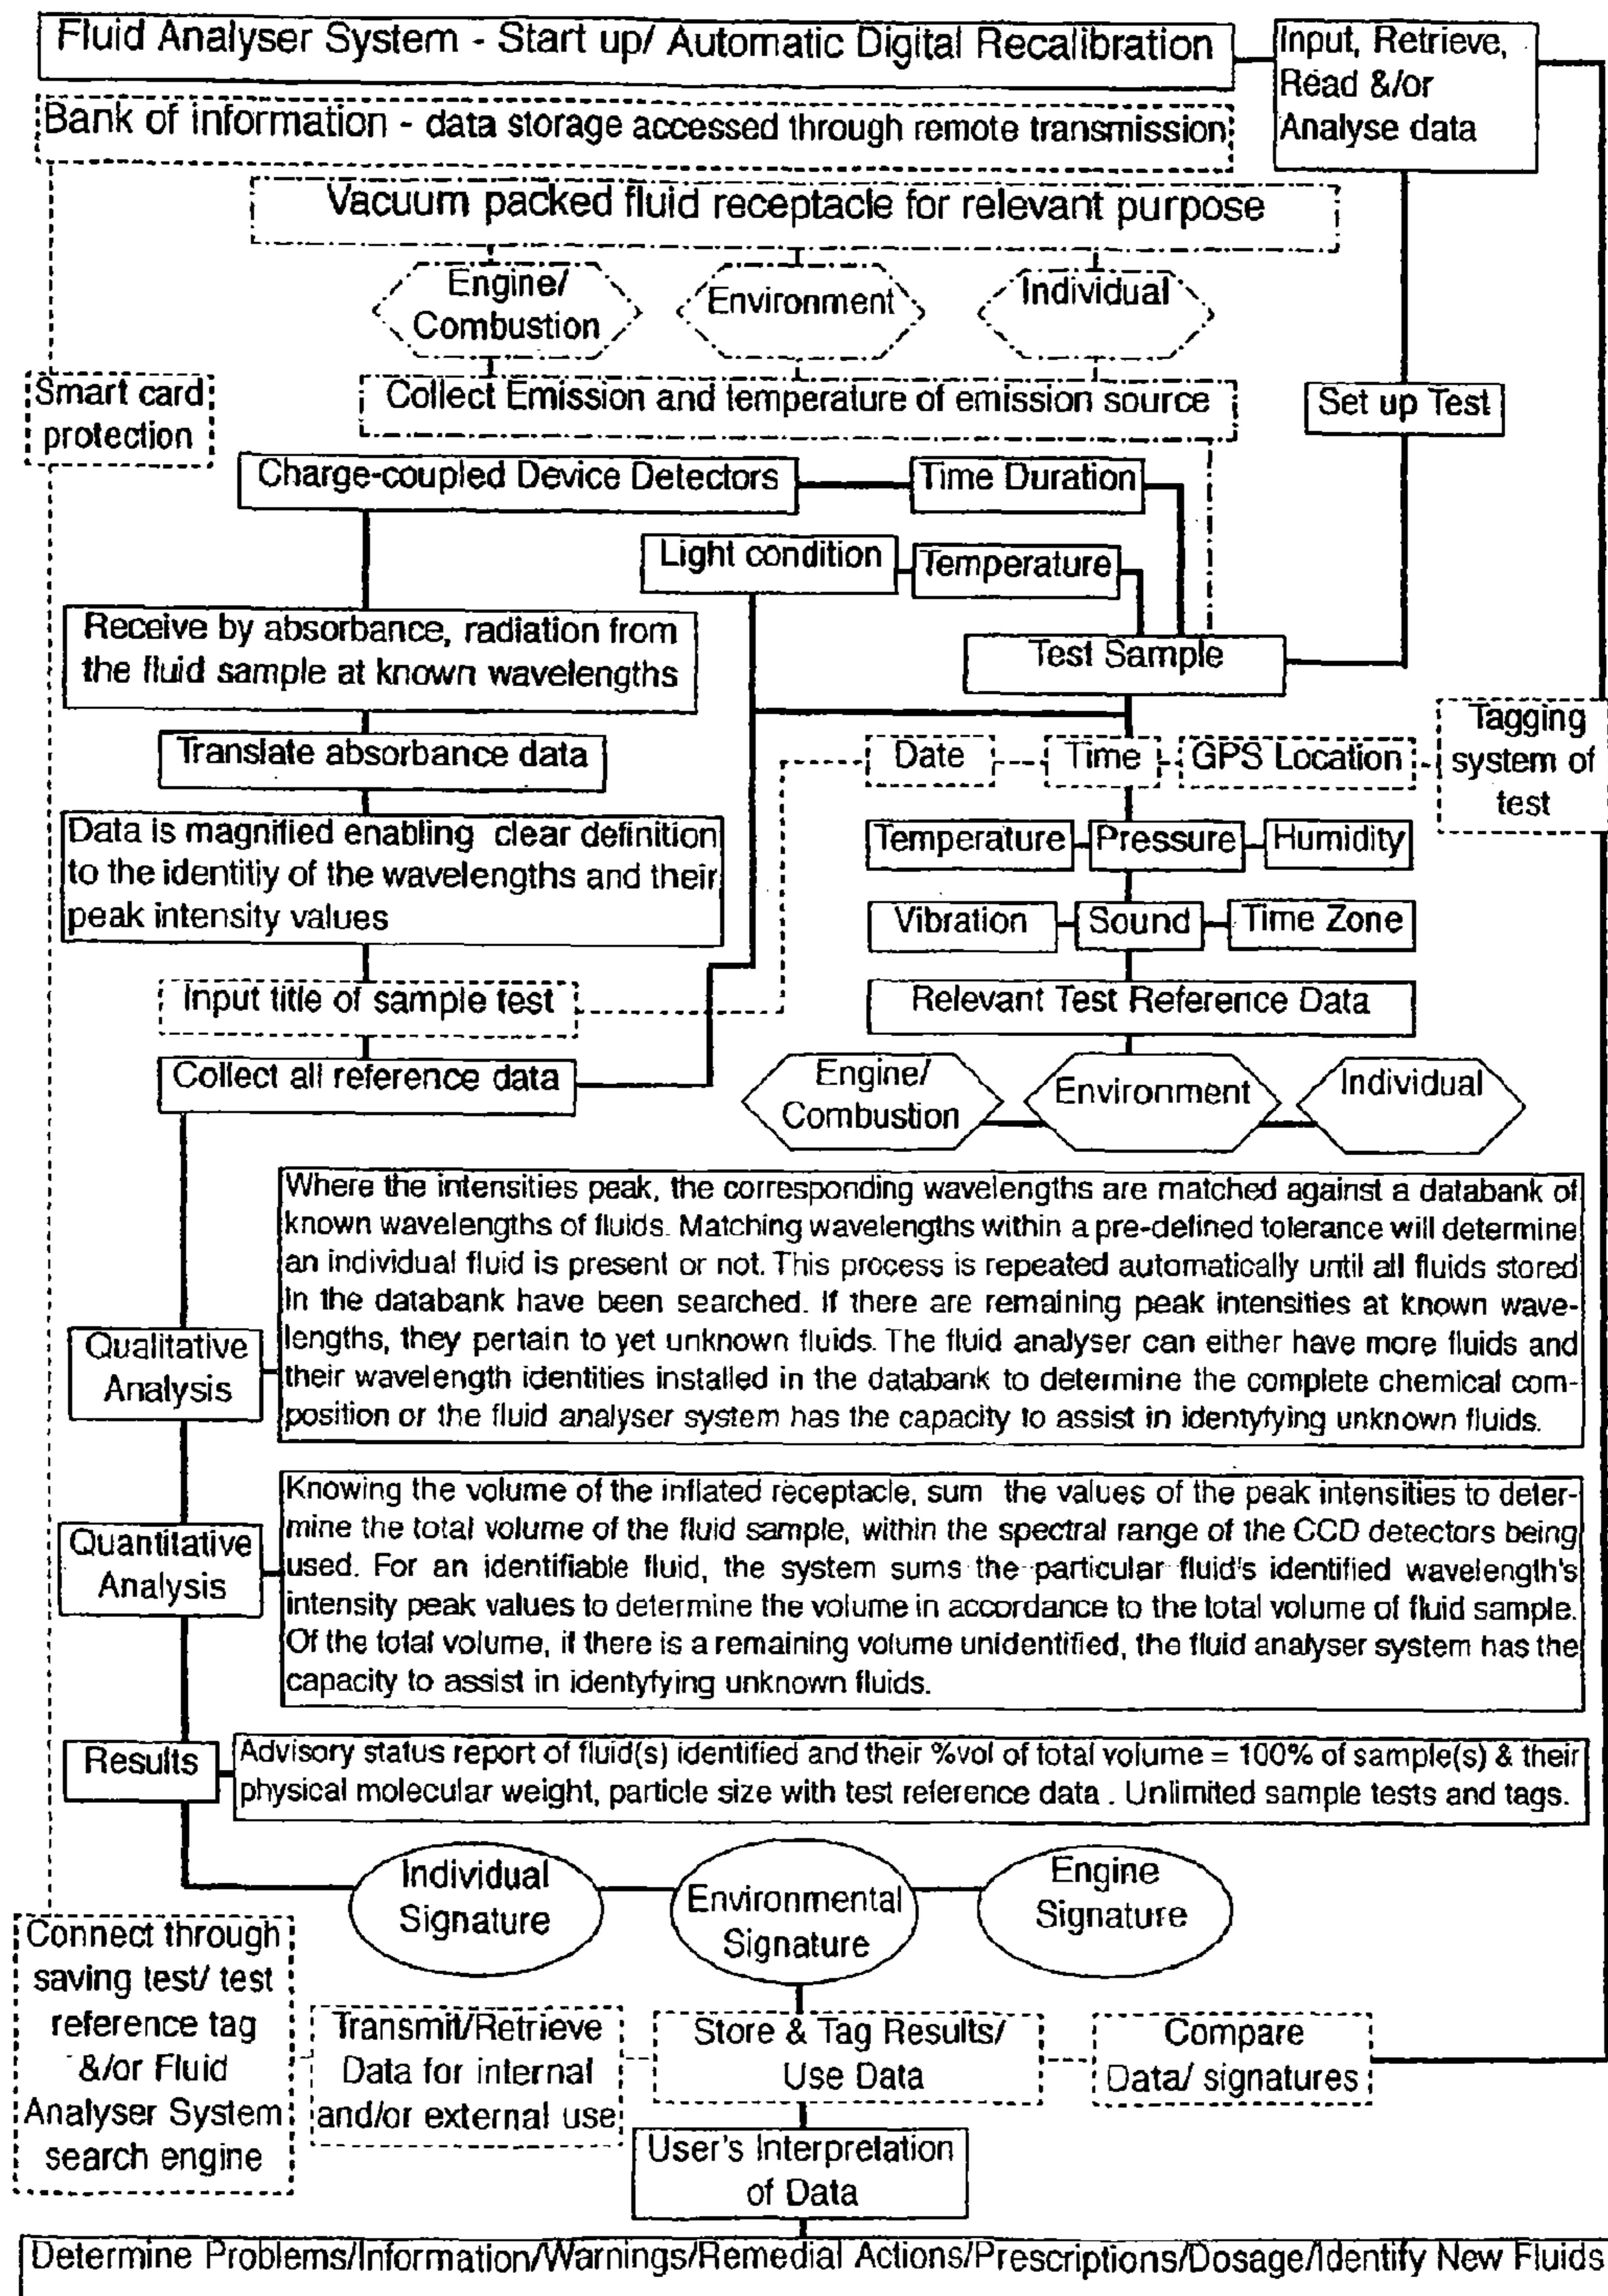 Fluid Analyser System - Start up/ Automatic Digital Recalibration
Input, Retrieve,
Read &/or
Analyse data
Bank of information - data storage accessed through remote transmission
Vacuum packed fluid receptacle for relevant purpose
Engine/
Combustion
Environment
Individual
Smart card
protection
Collect Emission and temperature of emission source
Set up Test
Charge-coupled Device Detectors
Time Duration
Light condition
Temperature
Receive by absorbance, radiation from
the fluid sample at known wavelengths
Test Sample
Translate absorbance data
Date
Time
GPS Location
Tagging
system of
test
Data is magnified enabling clear definition
to the identitiy of the wavelengths and their
peak intensity values
Temperature
Pressure
Humidity
Vibration
Sound
Time Zone
Input title of sample test
Relevant Test Reference Data
Collect all reference data
Engine/
Combustion
Environment
Individual
Where the intensities peak, the corresponding wavelengths are matched against a databank of
known wavelengths of fluids. Matching wavelengths within a pre-defined tolerance will determine
an individual fluid is present or not. This process is repeated automatically until all fluids stored
in the databank have been searched. If there are remaining peak intensities at known wave-
lengths, they pertain to yet unknown fluids. The fluid analyser can either have more fluids and
their wavelength identities installed in the databank to determine the complete chemical com-
position or the fluid analyser system has the capacity to assist in identyfying unknown fluids.
Qualitative
Analysis
Knowing the volume of the inflated receptacle, sum the values of the peak intensities to deter-
mine the total volume of the fluid sample, within the spectral range of the CCD detectors being
used. For an identifiable fluid, the system sums the particular fluid's identified wavelength's
intensity peak values to determine the volume in accordance to the total volume of fluid sample.
Of the total volume, if there is a remaining volume unidentified, the fluid analyser system has the
capacity to assist in identyfying unknown fluids.
Quantitative
Analysis
Results
Advisory status report of fluid(s) identified and their %vol of total volume = 100% of sample(s) & their
physical molecular weight, particle size with test reference data . Unlimited sample tests and tags.
Individual
Signature
Environmental
Signature
Engine
Signature
Connect through
saving test/ test
reference tag
&/or Fluid
Analyser System
search engine
Transmit/Retrieve
Data for internal
and/or external use
Store & Tag Results/
Use Data
Compare
Data/ signatures
User's Interpretation
of Data
Determine Problems/Information/Warnings/Remedial Actions/Prescriptions/Dosage/Identify New Fluids